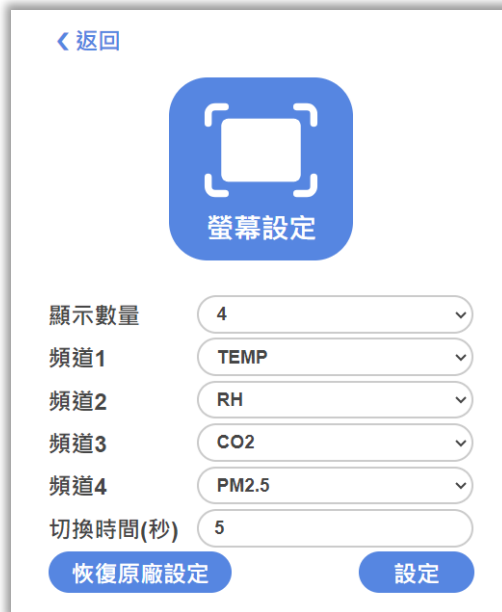 返回
螢幕設定
顯示數量 4
頻道1 TEMP
頻道2 RH
頻道3 CO2
頻道4 PM2.5
切換時間(秒) 5
恢復原廠設定 設定